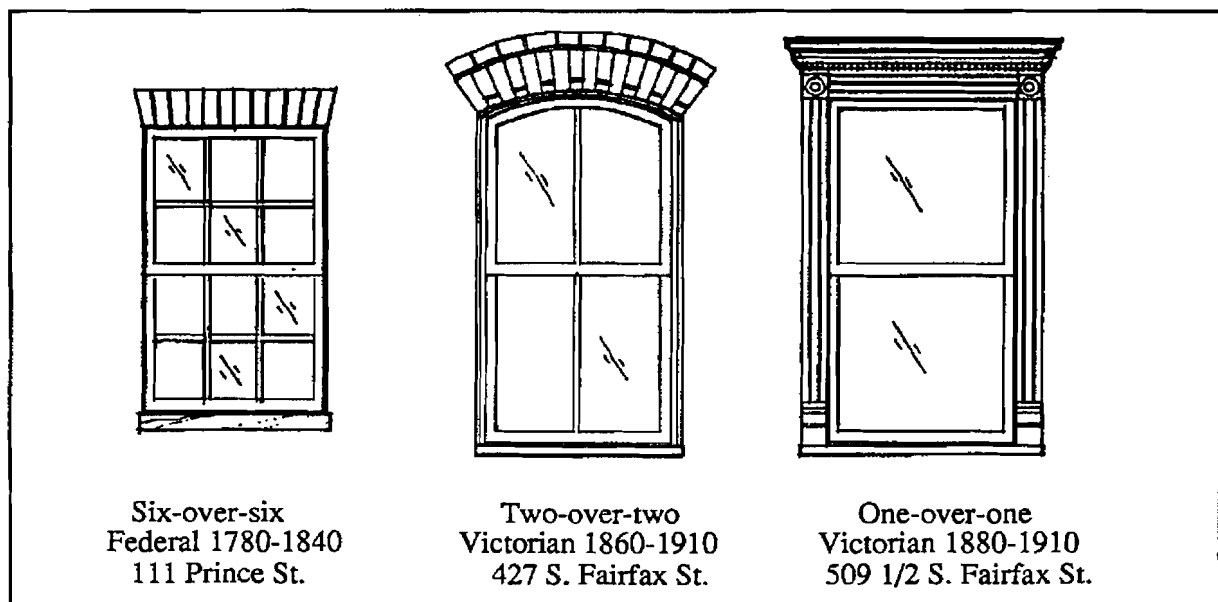 Six-over-six
Federal 1780-1840
111 Prince St.
Two-over-two
Victorian 1860-1910
427 S. Fairfax St.
One-over-one
Victorian 1880-1910
509 1/2 S. Fairfax St.